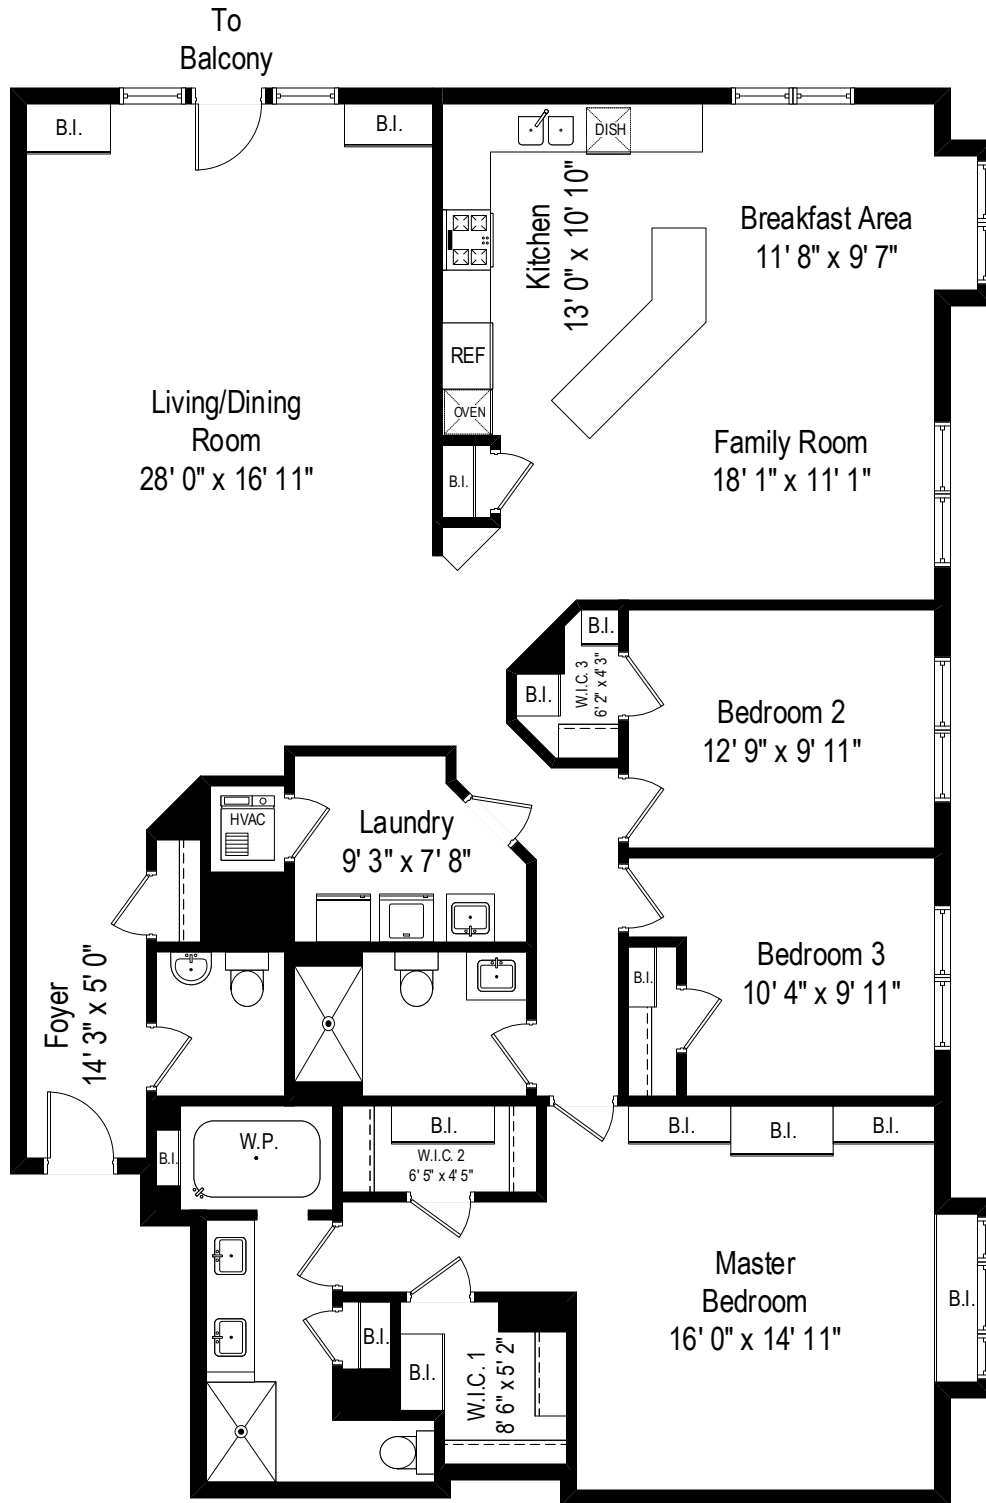 To
Balcony
B.I.
B.I.
DISH
Kitchen
13' 0" x 10' 10"
Breakfast Area
11' 8" x 9' 7"
REF
OVEN
Living/Dining
Room
28' 0" x 16' 11"
Family Room
18' 1" x 11' 1"
B.I.
B.I.
B.I.
W.I.C. 3
6' 2" x 4' 3"
Bedroom 2
12' 9" x 9' 11"
HVAC
Laundry
9' 3" x 7' 8"
Foyer
14' 3" x 5' 0"
Bedroom 3
10' 4" x 9' 11"
B.I.
B.I.
W.P.
B.I.
W.I.C. 2
6' 5" x 4' 5"
B.I.
B.I.
B.I.
Master
Bedroom
16' 0" x 14' 11"
B.I.
B.I.
B.I.
W.I.C. 1
8' 6" x 5' 2"